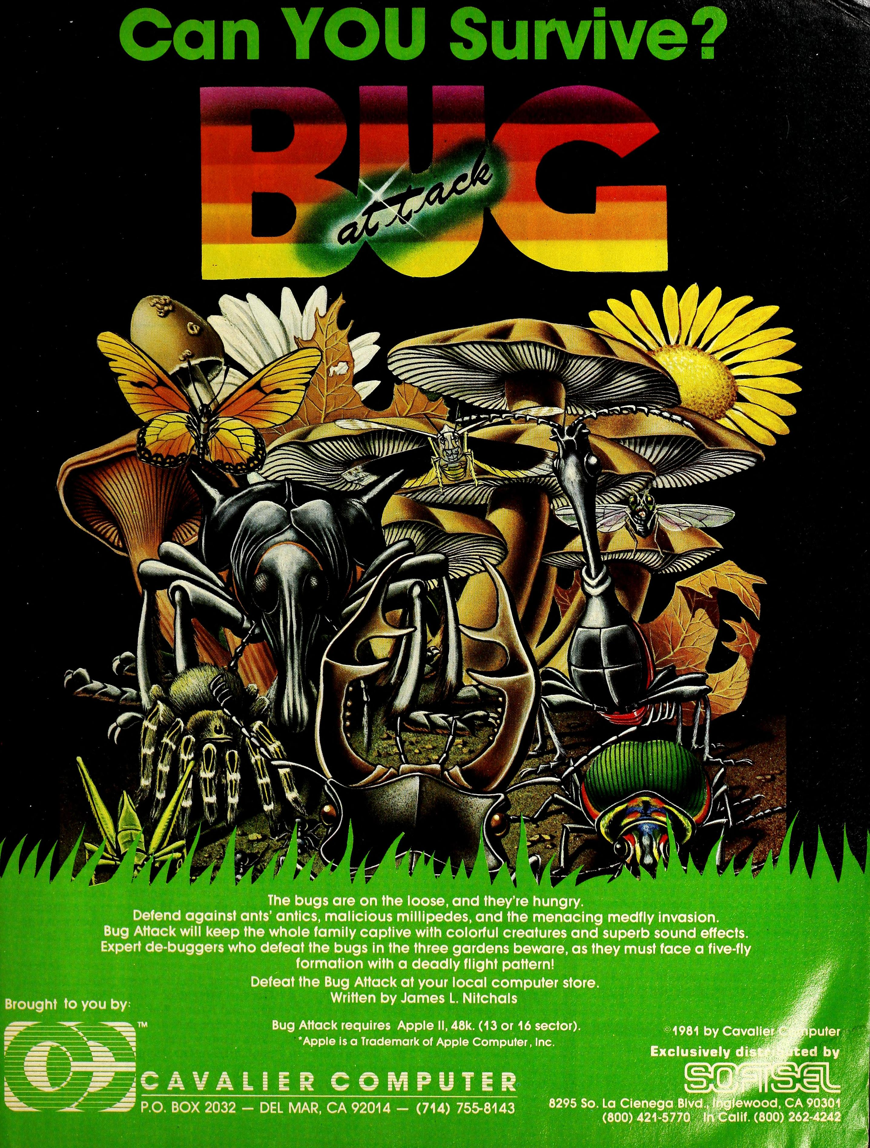 Can YOU Survive?
BUG
attack
The bugs are on the loose, and they're hungry.
Defend against ants' antics, malicious millipedes, and the menacing medfly invasion.
Bug Attack will keep the whole family captive with colorful creatures and superb sound effects.
Expert de-buggers who defeat the bugs in the three gardens beware, as they must face a five-fly
formation with a deadly flight pattern!
Defeat the Bug Attack at your local computer store.
Written by James L. Nitchals
Brought to you by:
Bug Attack requires Apple II, 48k. (13 or 16 sector).
*Apple is a Trademark of Apple Computer, Inc.
TM
CAVALIER COMPUTER
P.O. BOX 2032 — DEL MAR, CA 92014 — (714) 755-8143
©1981 by Cavalier Computer
Exclusively distributed by
SOFTSEL
8295 So. La Cienega Blvd., Inglewood, CA 90301
(800) 421-5770 In Calif. (800) 262-4242